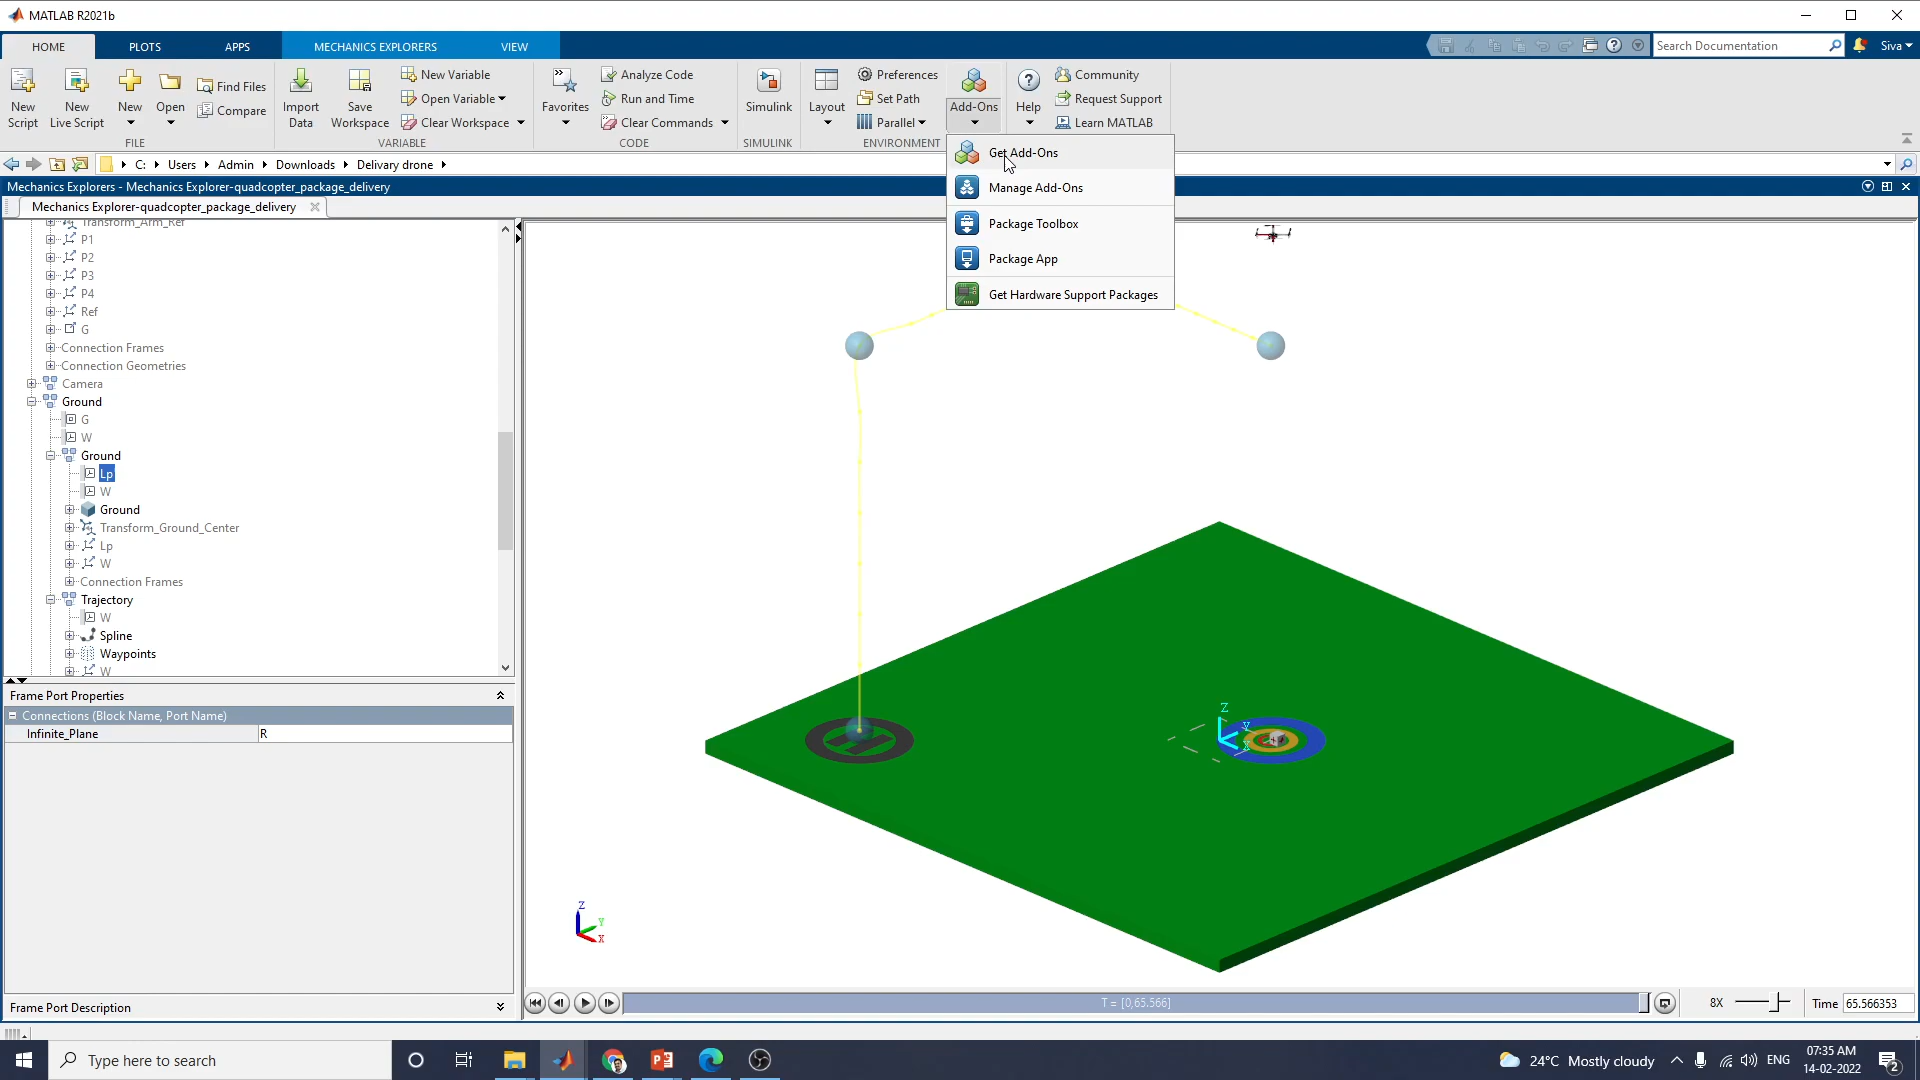 MATLAB R2021b
HOME
PLOTS
APPS
MECHANICS EXPLORERS
VIEW
Search Documentation
Siva
New Script
New Live Script
New
Open
Find Files
Compare
FILE
Import Data
Save Workspace
New Variable
Open Variable
Clear Workspace
VARIABLE
Favorites
Analyze Code
Run and Time
Clear Commands
CODE
Simulink
SIMULINK
Layout
Preferences
Set Path
Parallel
ENVIRONMENT
Add-Ons
Help
Community
Request Support
Learn MATLAB
Get Add-Ons
Manage Add-Ons
Package Toolbox
Package App
Get Hardware Support Packages
C:
Users
Admin
Downloads
Delivary drone
Mechanics Explorers - Mechanics Explorer-quadcopter_package_delivery
Mechanics Explorer-quadcopter_package_delivery
Transform_Arm_Ref
P1
P2
P3
P4
Ref
G
Connection Frames
Connection Geometries
Camera
Ground
G
W
Ground
Lp
W
Ground
Transform_Ground_Center
Lp
W
Connection Frames
Trajectory
W
Spline
Waypoints
W
Frame Port Properties
Connections (Block Name, Port Name)
Infinite_Plane
R
Frame Port Description
Z
Y
X
Z
Y
X
T = [0,65.566]
8X
Time
65.566353
Type here to search
24°C Mostly cloudy
ENG
07:35 AM
14-02-2022
2